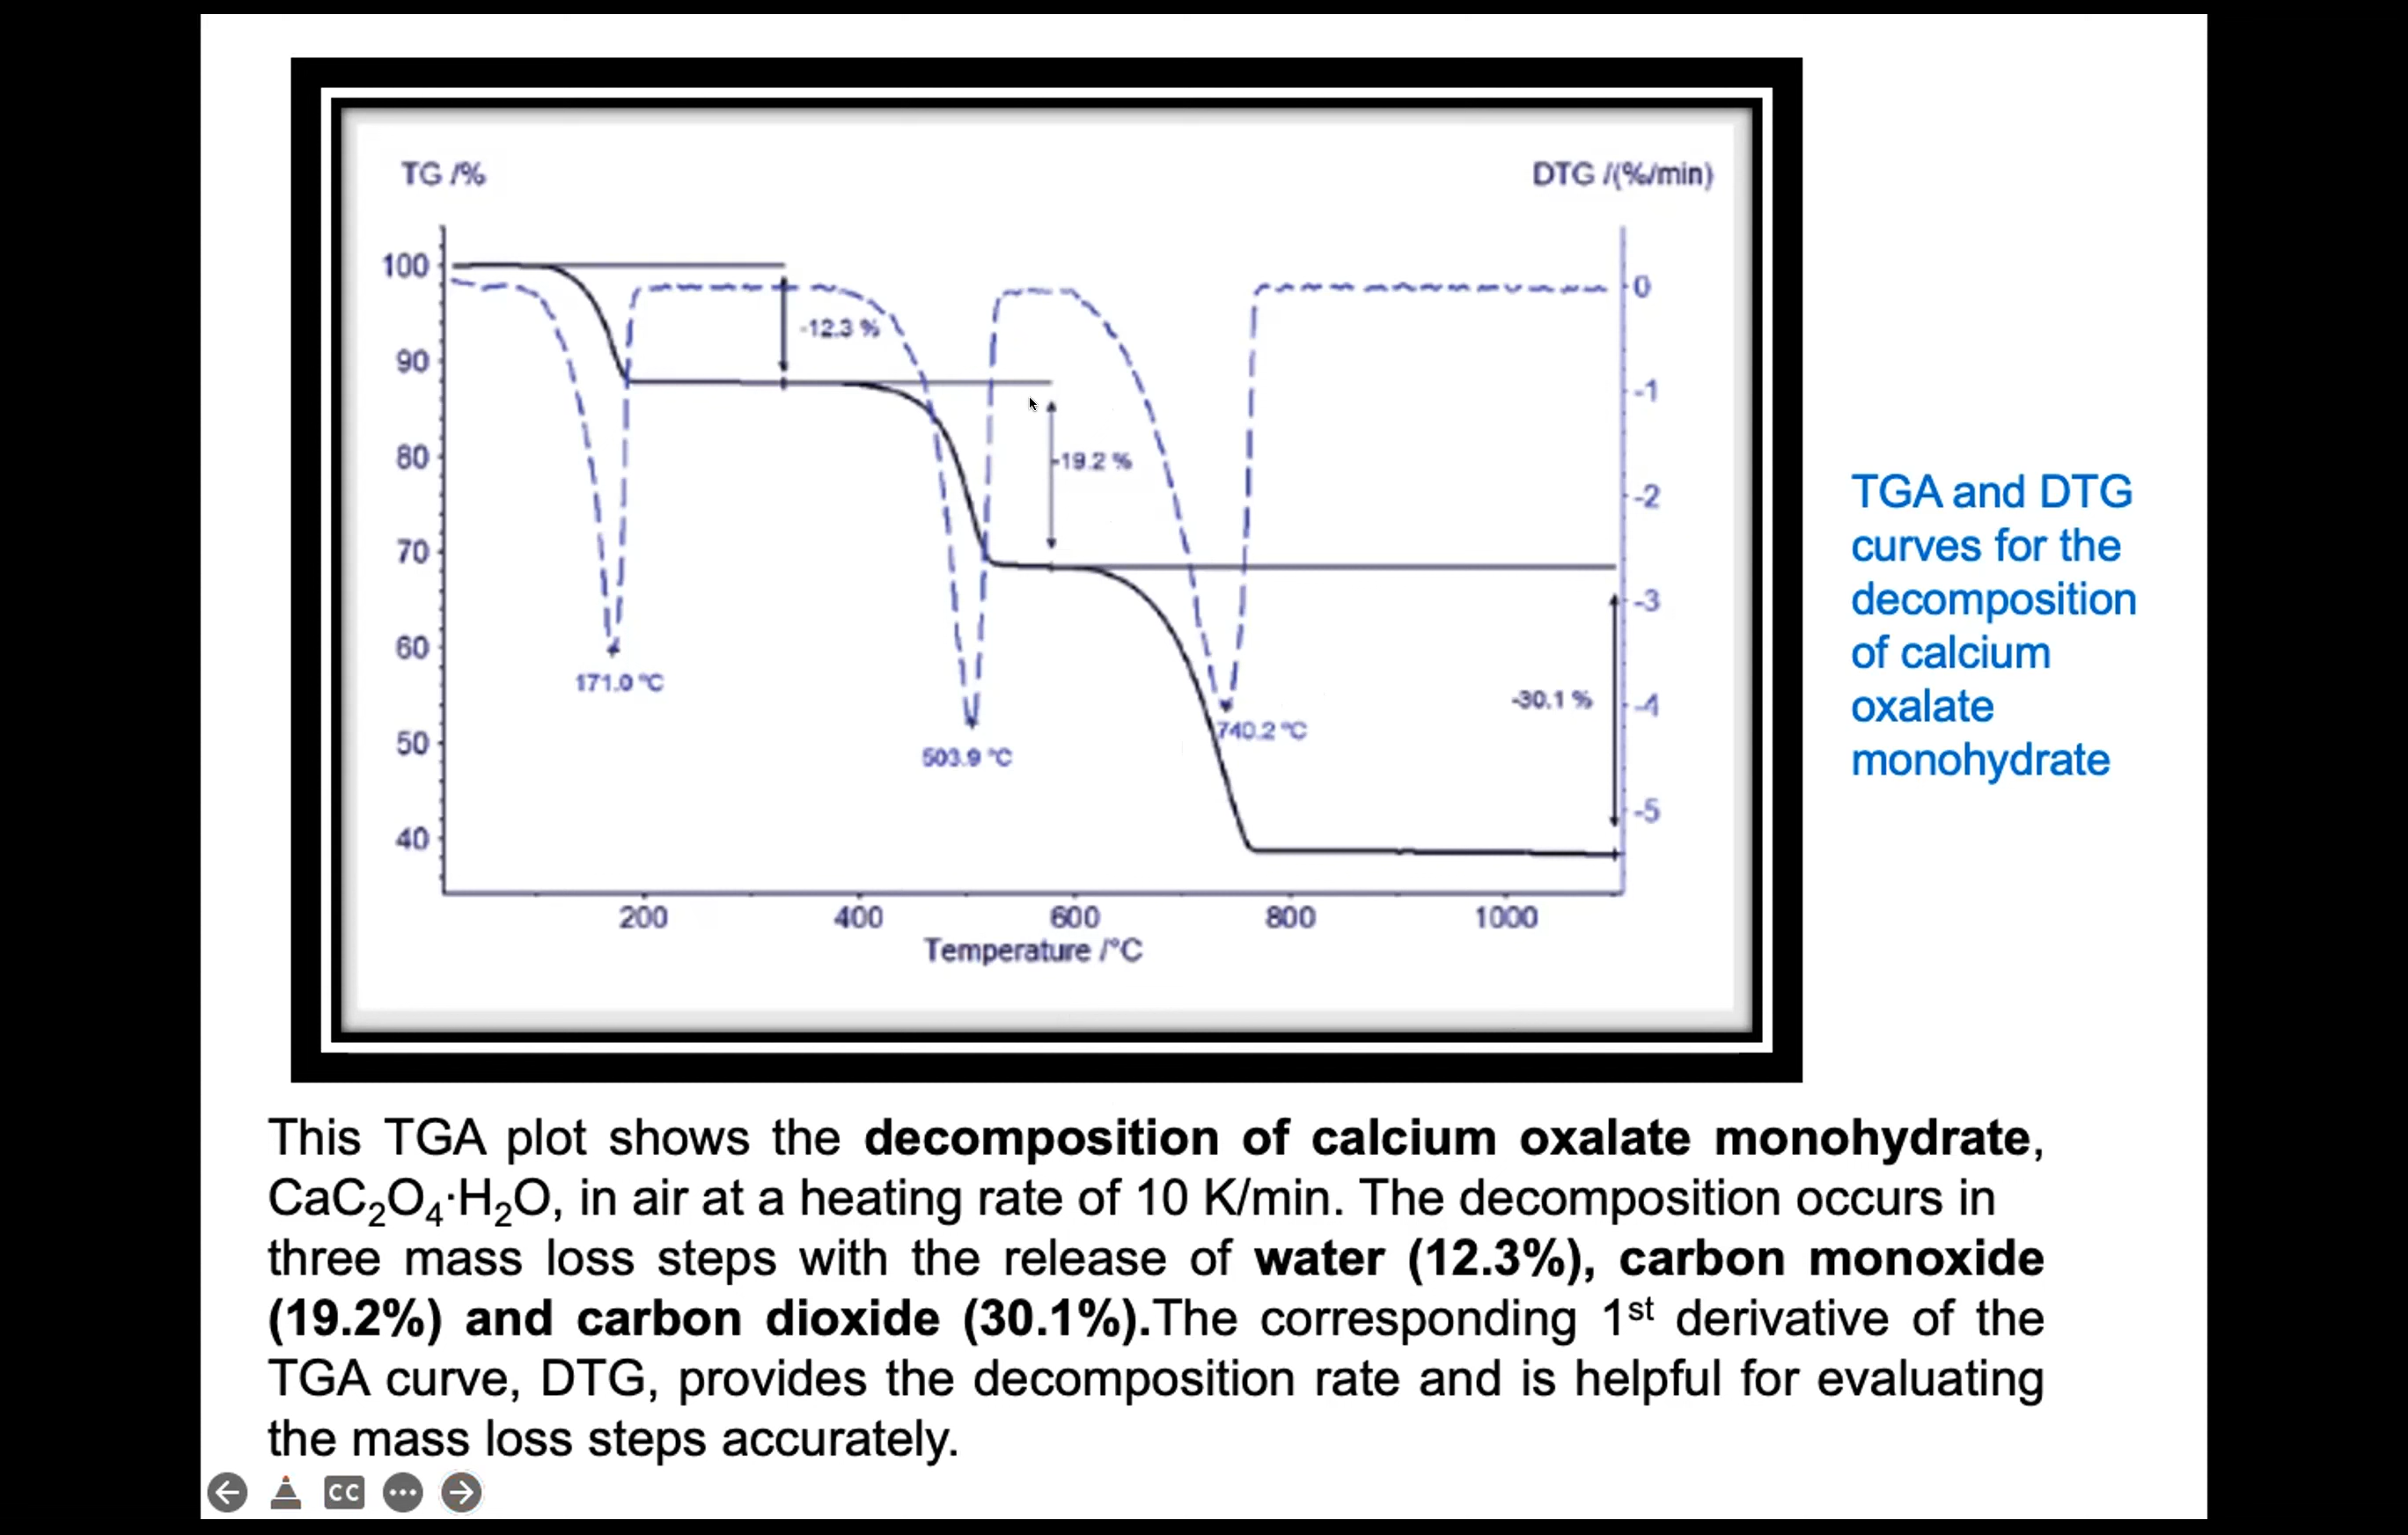 TG /%
DTG /(%/min)
100
90
80
70
60
50
40
0
-1
-2
-3
-4
-5
-12.3 %
-19.2 %
-30.1 %
171.0 °C
503.9 °C
740.2 °C
200 400 600 800 1000
Temperature /°C
TGA and DTG
curves for the
decomposition
of calcium
oxalate
monohydrate
This TGA plot shows the decomposition of calcium oxalate monohydrate,
CaC₂O₄·H₂O, in air at a heating rate of 10 K/min. The decomposition occurs in
three mass loss steps with the release of water (12.3%), carbon monoxide
(19.2%) and carbon dioxide (30.1%).The corresponding 1st derivative of the
TGA curve, DTG, provides the decomposition rate and is helpful for evaluating
the mass loss steps accurately.
CC